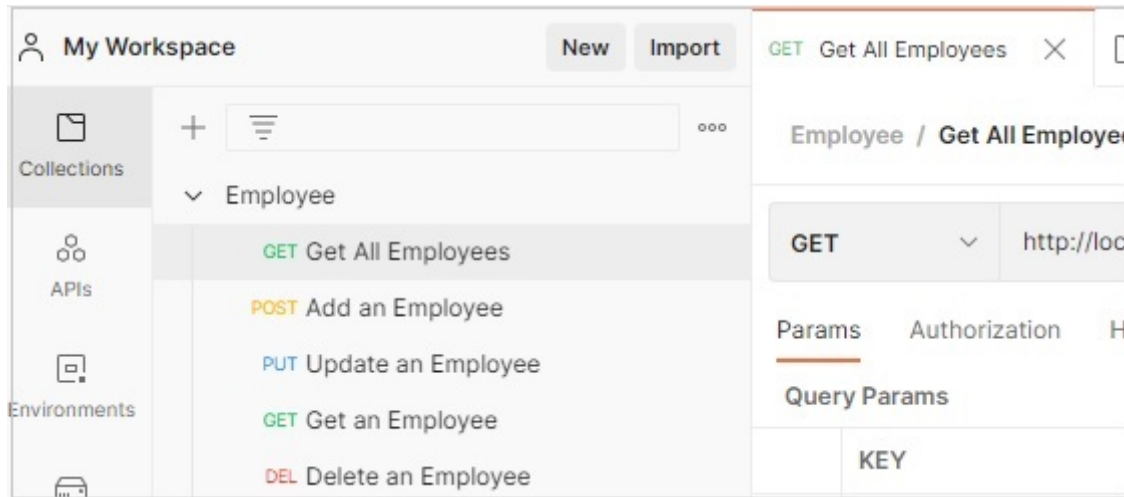 My Workspace New Import GET Get All Employees
Collections
Employee / Get All Employee
Employee
GET Get All Employees
GET http://loc
APIs
POST Add an Employee
Params Authorization H
PUT Update an Employee
Query Params
Environments
GET Get an Employee
KEY
DEL Delete an Employee